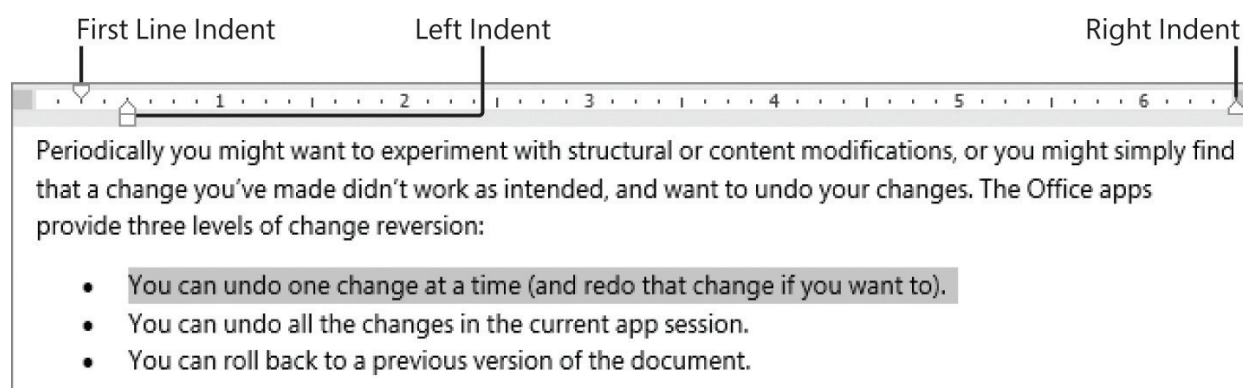 First Line Indent Left Indent Right Indent
1 2 3 4 5 6
Periodically you might want to experiment with structural or content modifications, or you might simply find
that a change you've made didn't work as intended, and want to undo your changes. The Office apps
provide three levels of change reversion:
• You can undo one change at a time (and redo that change if you want to).
• You can undo all the changes in the current app session.
• You can roll back to a previous version of the document.